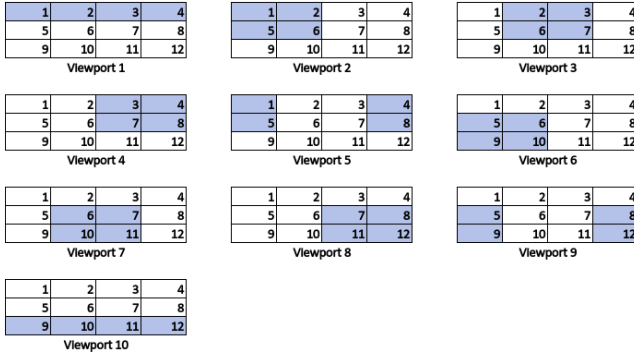 1 2 3 4 1 2 3 4 1 2 3 4
5 6 7 8 5 6 7 8 5 6 7 8
9 10 11 12 9 10 11 12 9 10 11 12
Viewport 1 Viewport 2 Viewport 3
1 2 3 4 1 2 3 4 1 2 3 4
5 6 7 8 5 6 7 8 5 6 7 8
9 10 11 12 9 10 11 12 9 10 11 12
Viewport 4 Viewport 5 Viewport 6
1 2 3 4 1 2 3 4 1 2 3 4
5 6 7 8 5 6 7 8 5 6 7 8
9 10 11 12 9 10 11 12 9 10 11 12
Viewport 7 Viewport 8 Viewport 9
1 2 3 4
5 6 7 8
9 10 11 12
Viewport 10